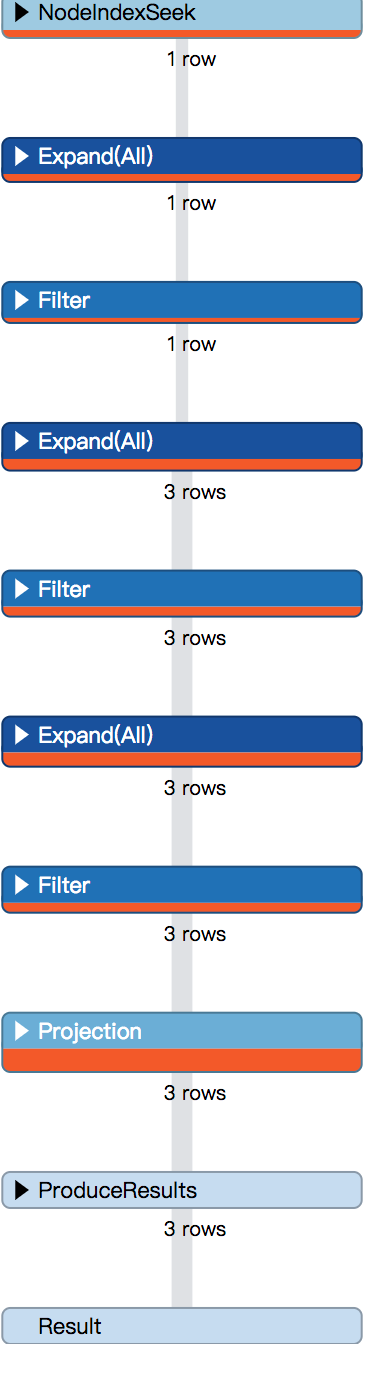 NodeIndexSeek
1 row
Expand(All)
1 row
Filter
1 row
Expand(All)
3 rows
Filter
3 rows
Expand(All)
3 rows
Filter
3 rows
Projection
3 rows
ProduceResults
3 rows
Result